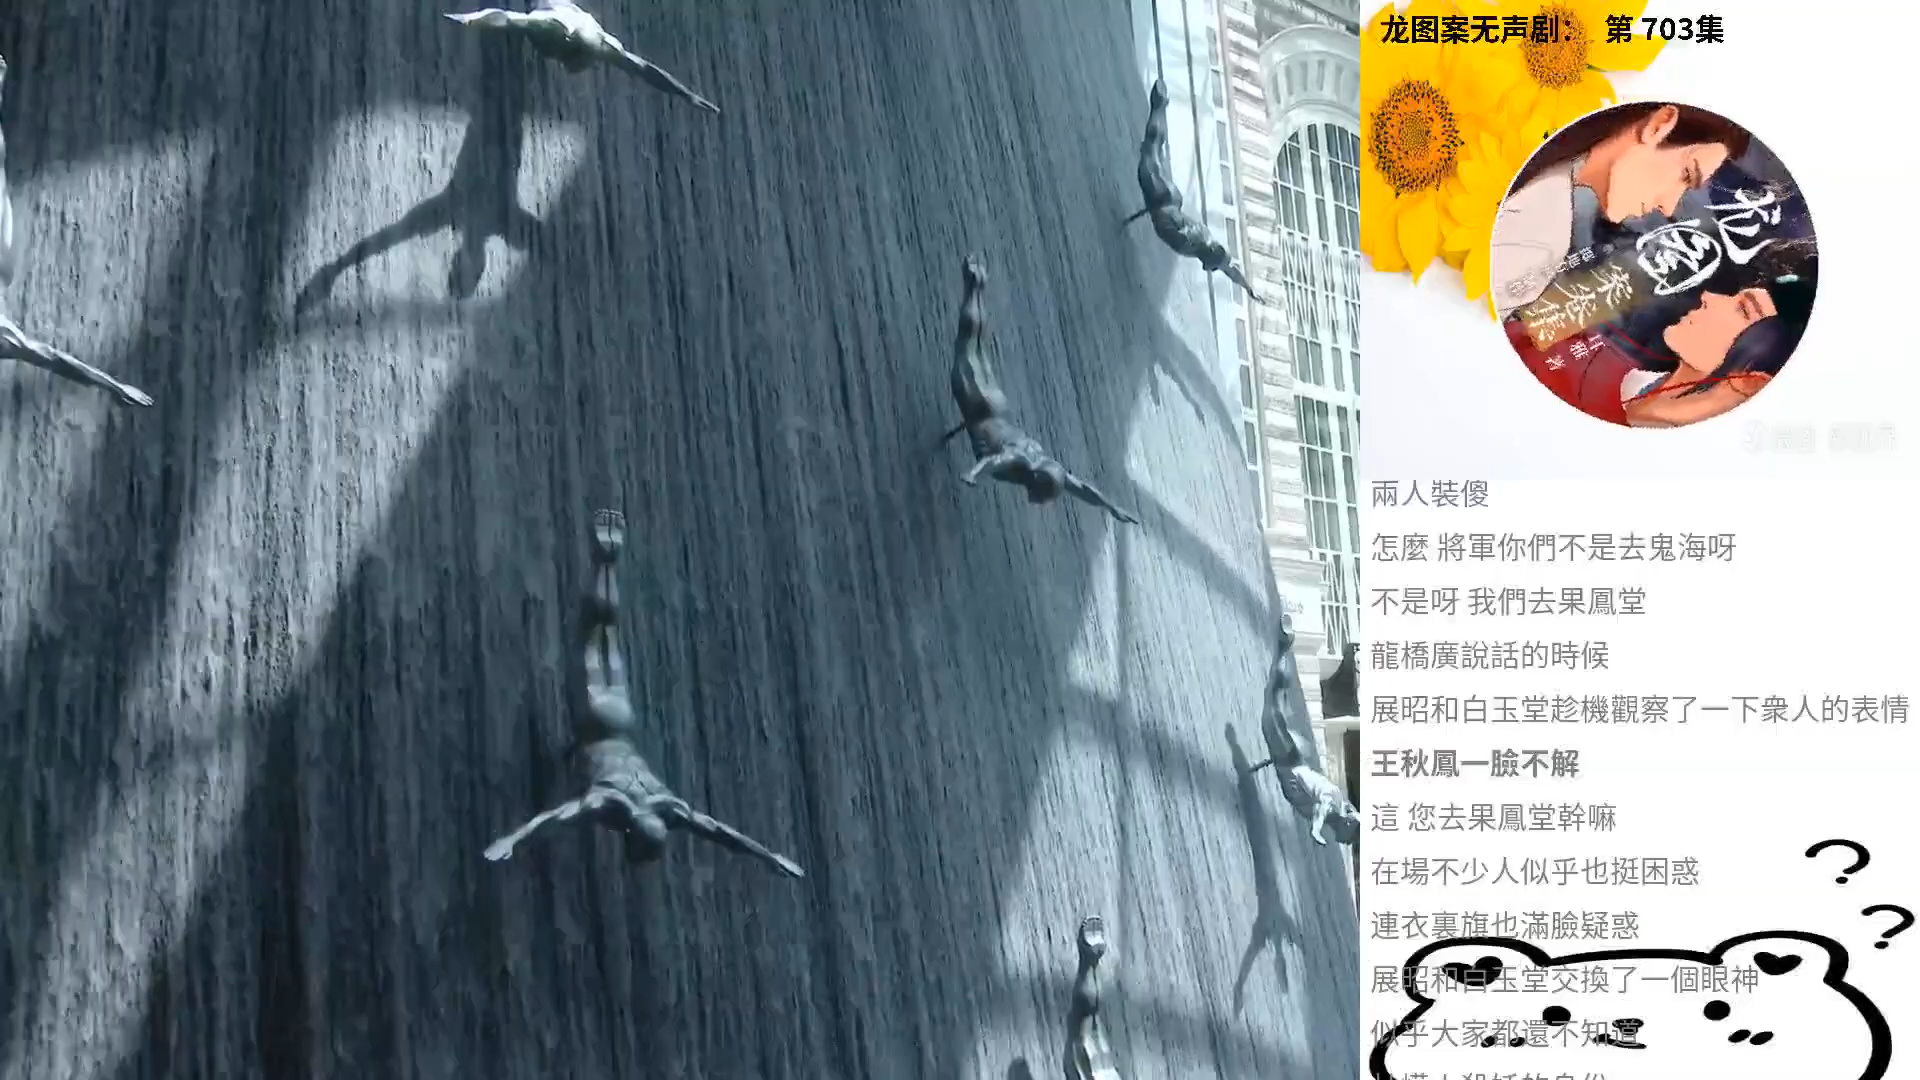 龙图案无声剧： 第 703集
龍圖
案卷集
兩人裝傻
怎麼 將軍你們不是去鬼海呀
不是呀 我們去果鳳堂
龍橋廣說話的時候
展昭和白玉堂趁機觀察了一下衆人的表情
王秋鳳一臉不解
這 您去果鳳堂幹嘛
在場不少人似乎也挺困惑
連衣裏旗也滿臉疑惑
展昭和白玉堂交換了一個眼神
似乎大家都還不知道
?
?